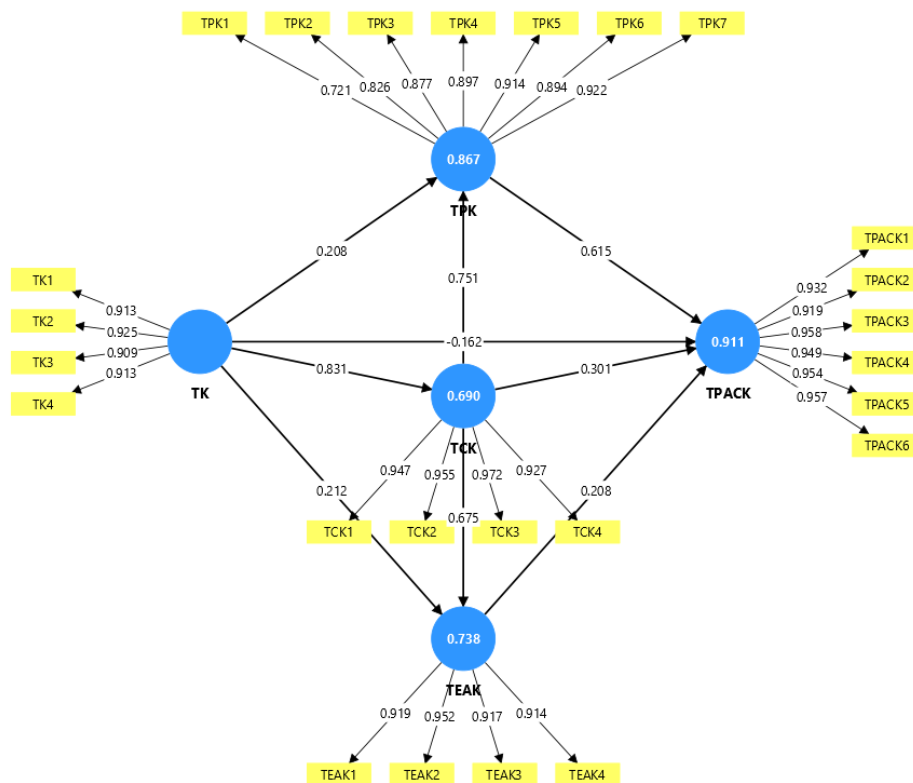 TPK1 TPK2 TPK3 TPK4 TPK5 TPK6 TPK7
0.721 0.826 0.877 0.897 0.914 0.894 0.922
0.867
TPK
0.208 0.751 0.615
TK1
TK2
TK3
TK4
0.913
0.925
0.909
0.913
TK
-0.162
0.831
0.301
0.690
TCK
0.911
TPACK
TPACK1
TPACK2
TPACK3
TPACK4
TPACK5
TPACK6
0.932
0.919
0.958
0.949
0.954
0.957
0.947 0.955 0.972 0.927
0.212 0.675 0.208
TCK1 TCK2 TCK3 TCK4
0.738
TEAK
0.919 0.952 0.917 0.914
TEAK1 TEAK2 TEAK3 TEAK4